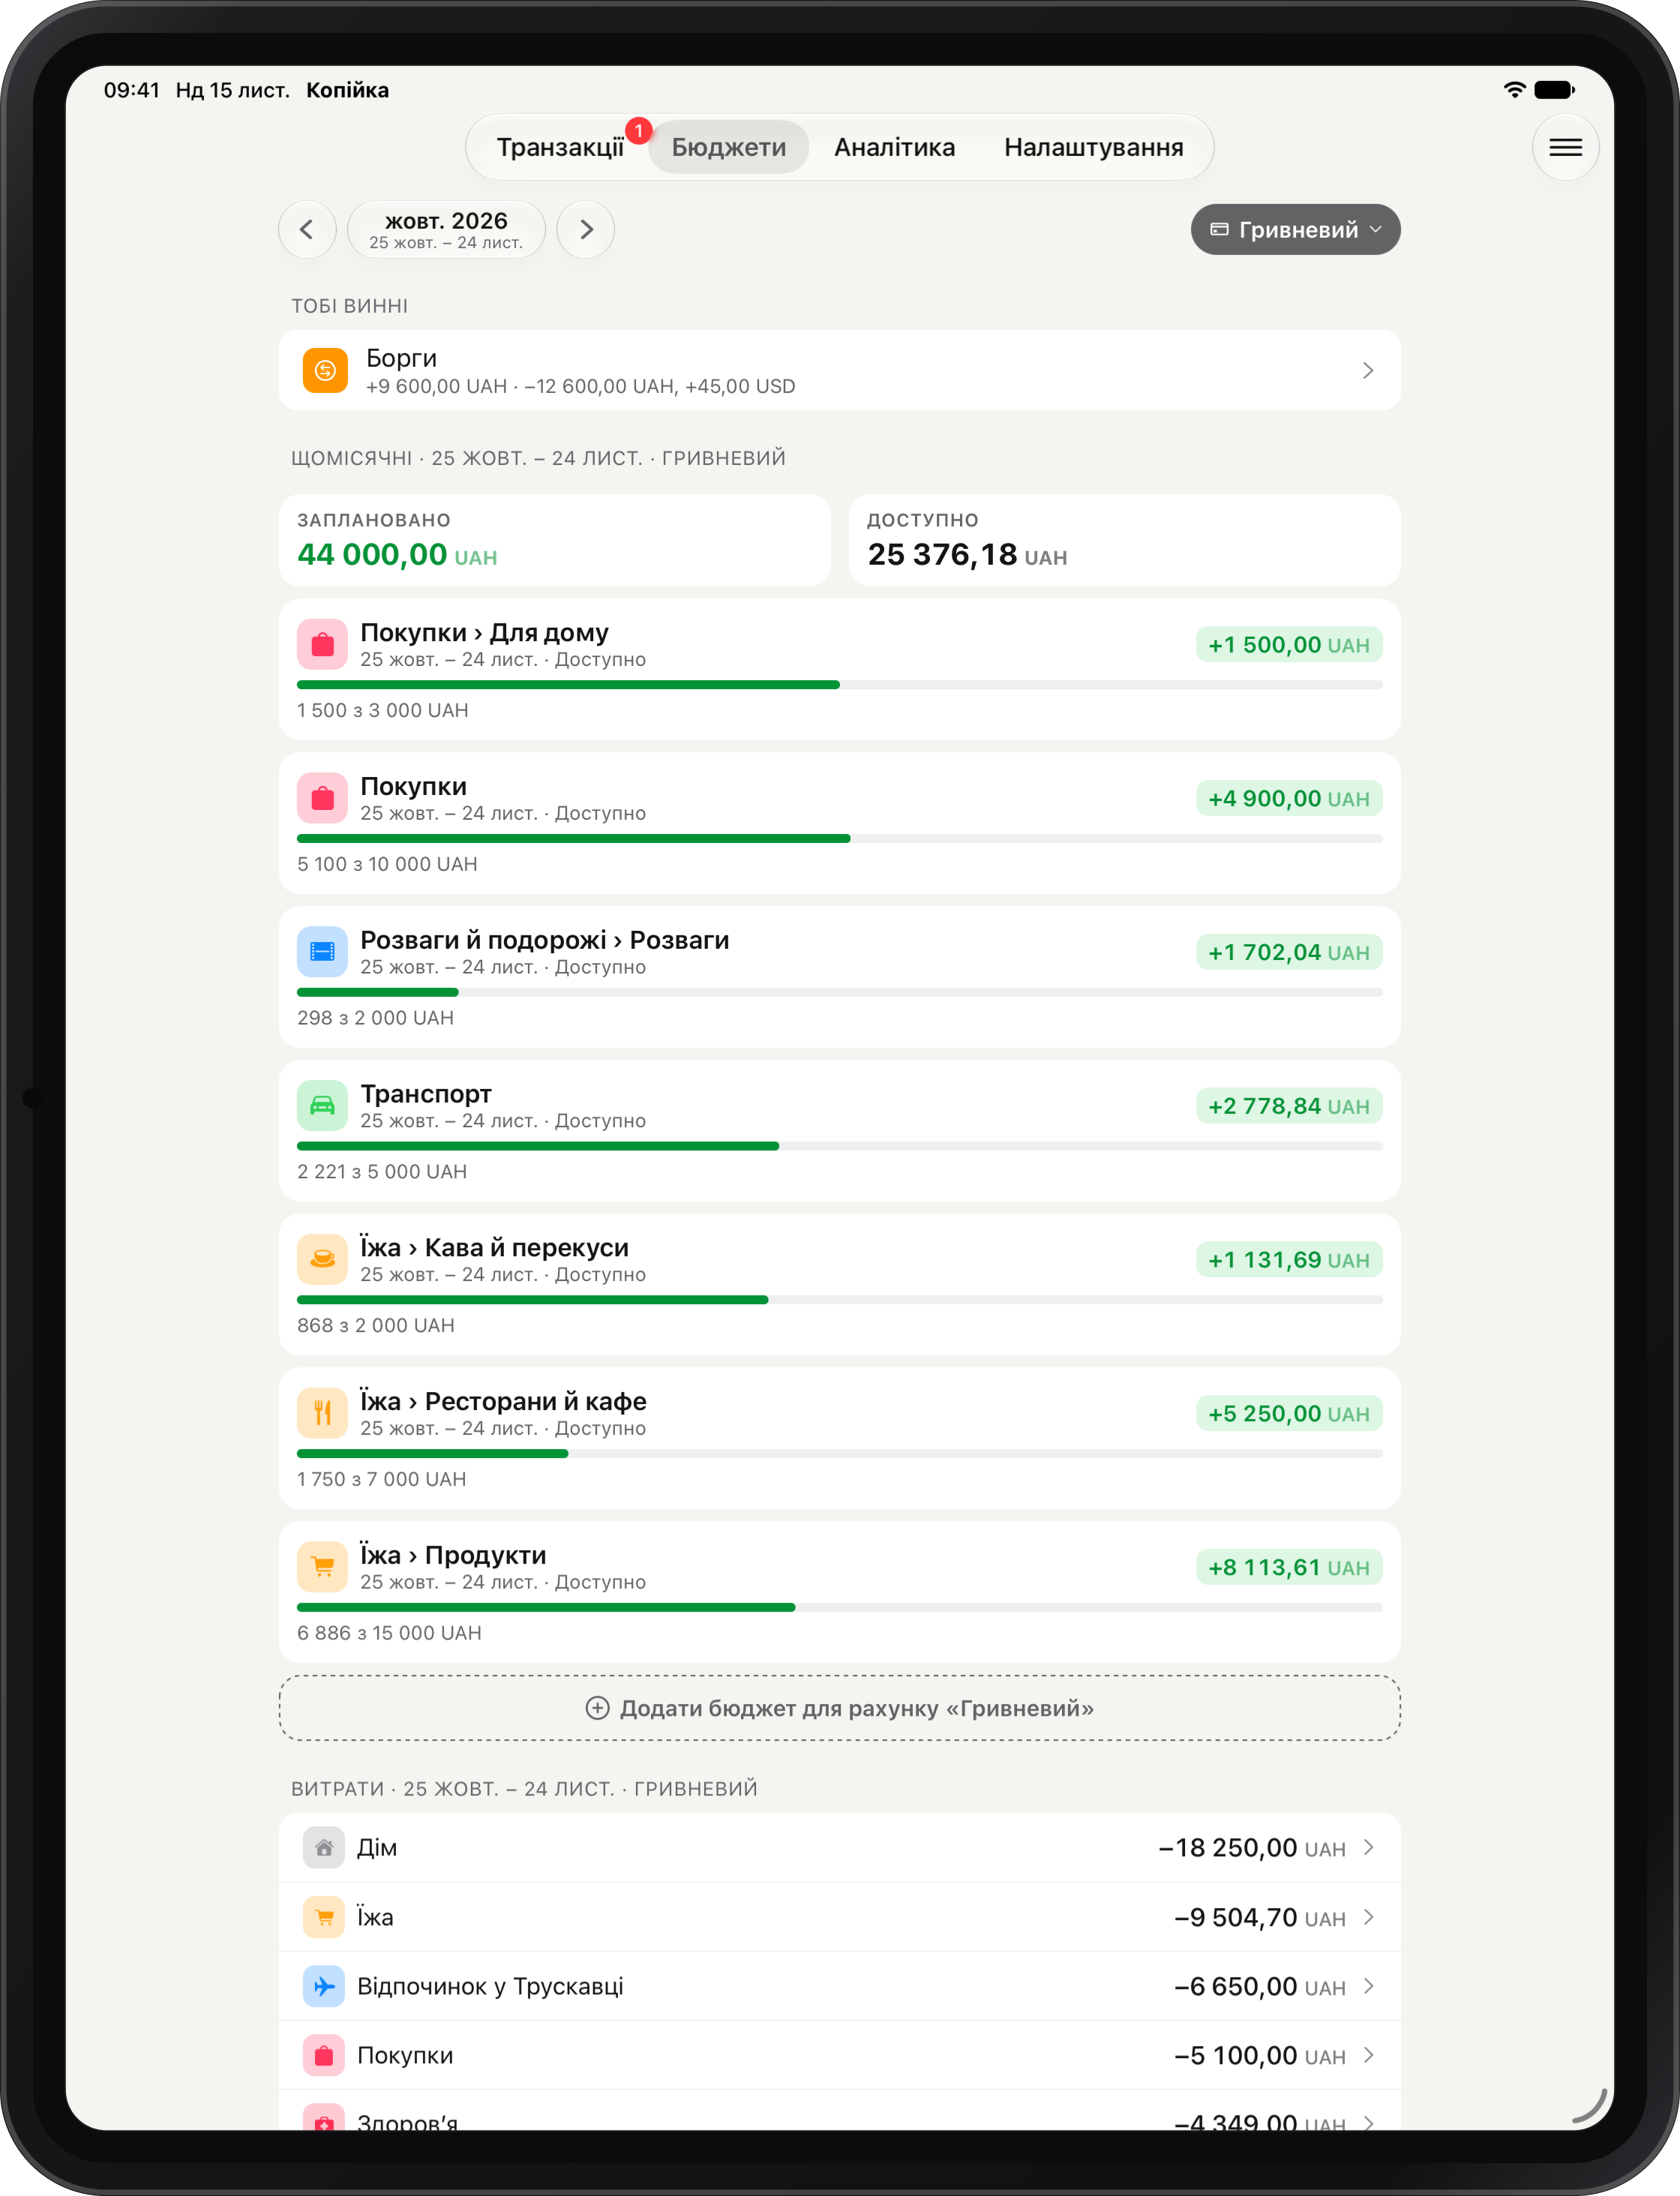 09:41 Нд 15 лист. Копійка
Транзакції 1 Бюджети Аналітика Налаштування
жовт. 2026
25 жовт. – 24 лист.
Гривневий
ТОБІ ВИННІ
Борги
+9 600,00 UAH · −12 600,00 UAH, +45,00 USD
ЩОМІСЯЧНІ · 25 ЖОВТ. – 24 ЛИСТ. · ГРИВНЕВИЙ
ЗАПЛАНОВАНО
44 000,00 UAH
ДОСТУПНО
25 376,18 UAH
Покупки › Для дому
25 жовт. – 24 лист. · Доступно
+1 500,00 UAH
1 500 з 3 000 UAH
Покупки
25 жовт. – 24 лист. · Доступно
+4 900,00 UAH
5 100 з 10 000 UAH
Розваги й подорожі › Розваги
25 жовт. – 24 лист. · Доступно
+1 702,04 UAH
298 з 2 000 UAH
Транспорт
25 жовт. – 24 лист. · Доступно
+2 778,84 UAH
2 221 з 5 000 UAH
Їжа › Кава й перекуси
25 жовт. – 24 лист. · Доступно
+1 131,69 UAH
868 з 2 000 UAH
Їжа › Ресторани й кафе
25 жовт. – 24 лист. · Доступно
+5 250,00 UAH
1 750 з 7 000 UAH
Їжа › Продукти
25 жовт. – 24 лист. · Доступно
+8 113,61 UAH
6 886 з 15 000 UAH
Додати бюджет для рахунку «Гривневий»
ВИТРАТИ · 25 ЖОВТ. – 24 ЛИСТ. · ГРИВНЕВИЙ
Дім −18 250,00 UAH
Їжа −9 504,70 UAH
Відпочинок у Трускавці −6 650,00 UAH
Покупки −5 100,00 UAH
Здоров’я −4 349,00 UAH